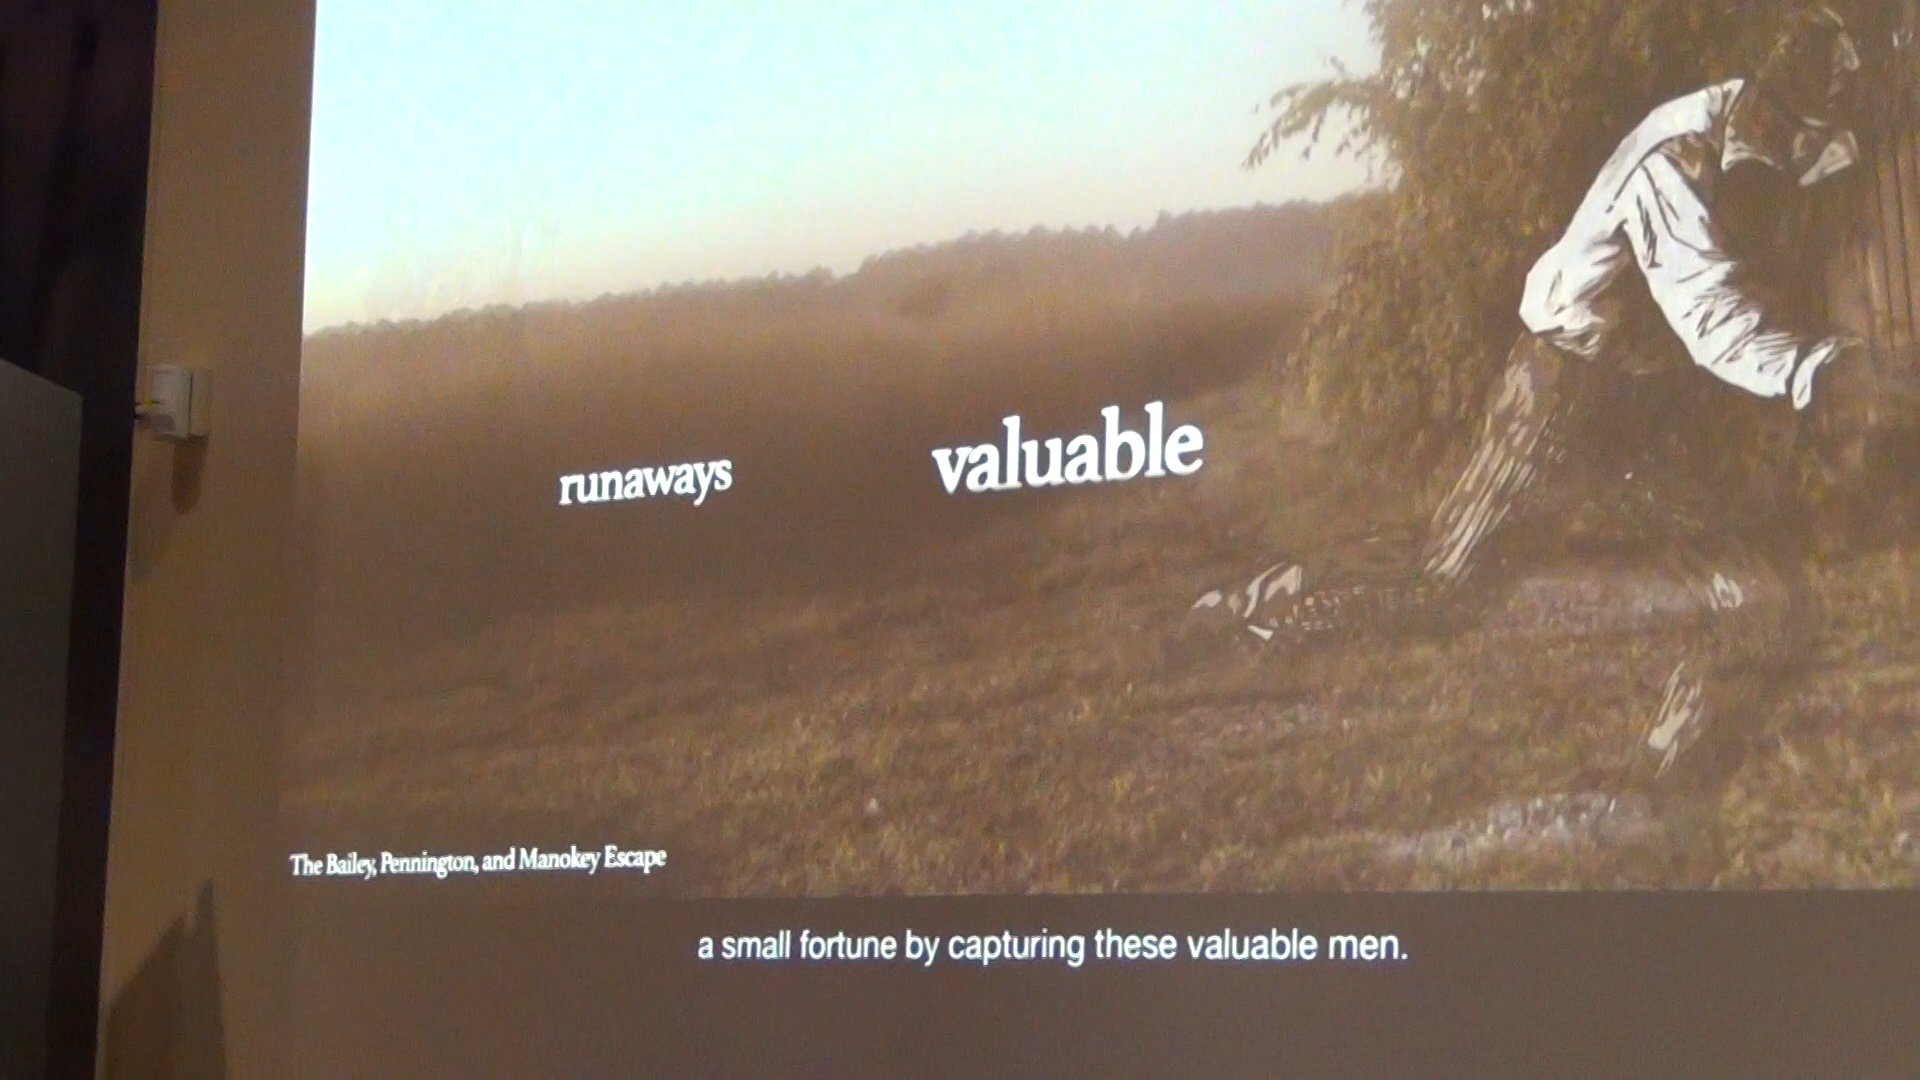 runaways valuable
The Bailey, Pennington, and Manokey Escape
a small fortune by capturing these valuable men.